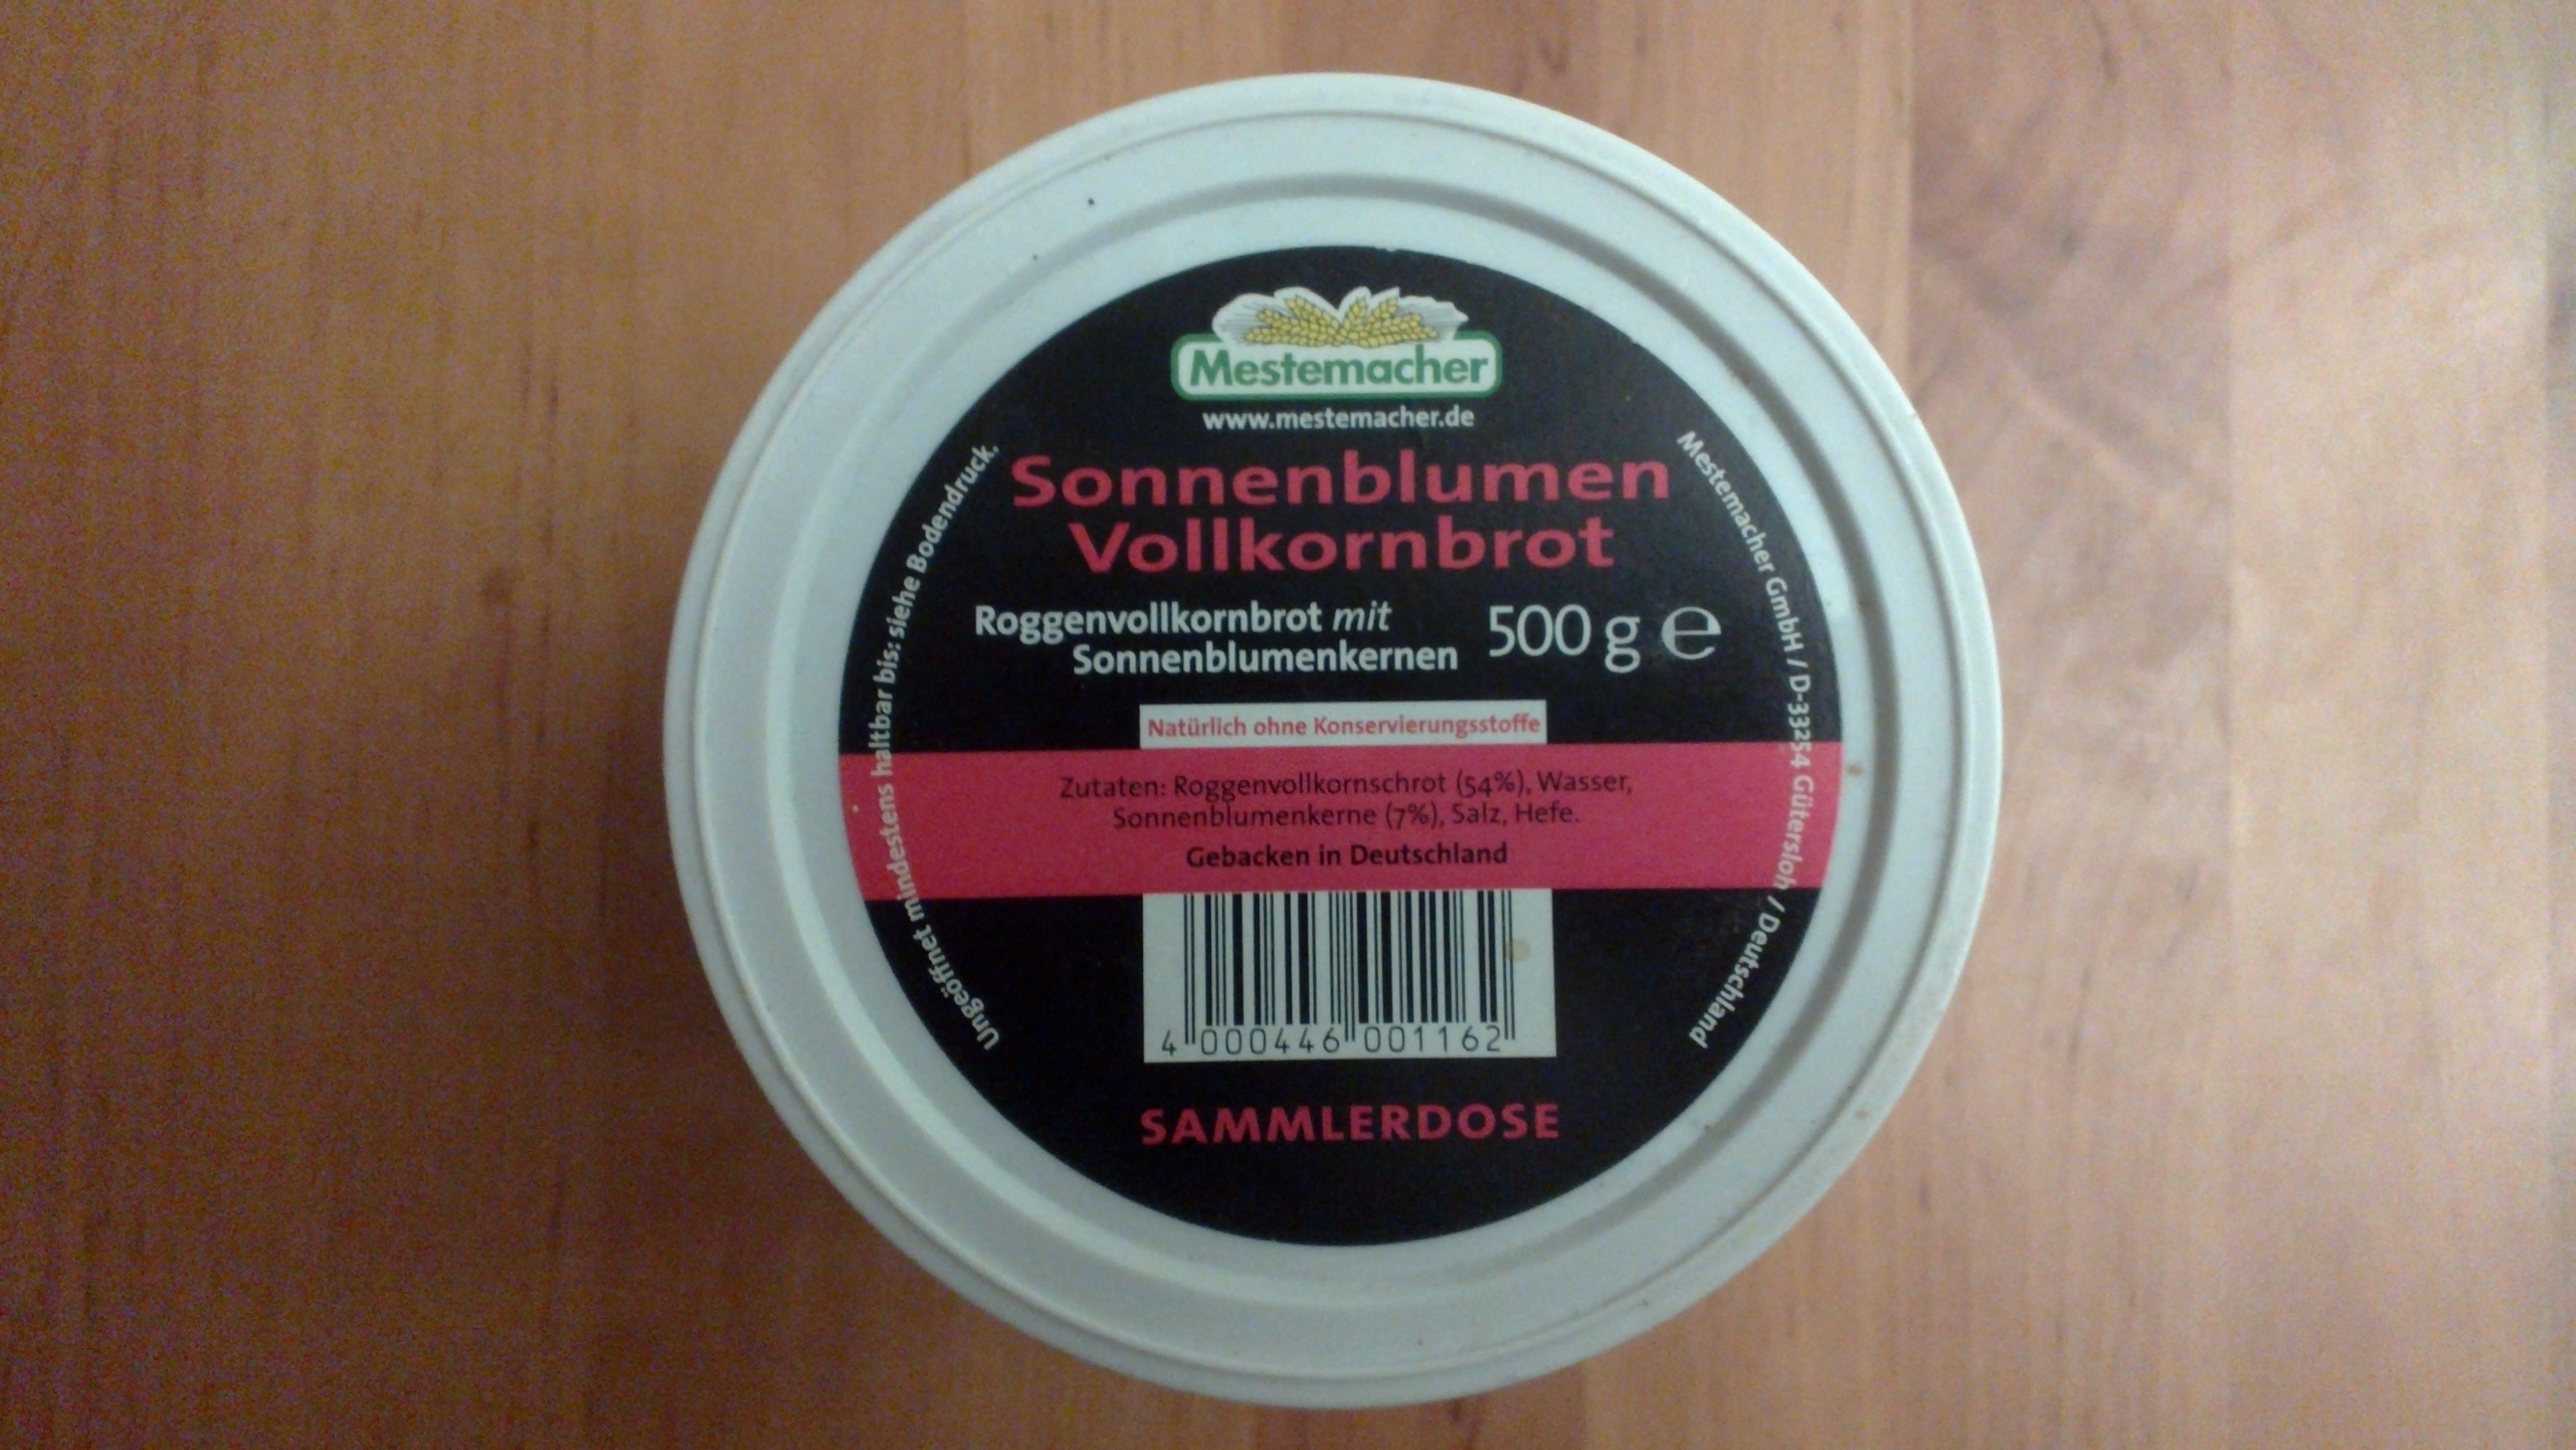 Mestemacher
www.mestemacher.de
Sonnenblumen
Vollkornbrot
Roggenvollkornbrot mit
Sonnenblumenkernen
500 g ℮
Natürlich ohne Konservierungsstoffe
Zutaten: Roggenvollkornschrot (54%), Wasser,
Sonnenblumenkerne (7%), Salz, Hefe.
Gebacken in Deutschland
4 000446 001162
SAMMLERDOSE
Ungeöffnet mindestens haltbar bis: siehe Bodendruck.
Mestemacher GmbH / D-33254 Gütersloh / Deutschland